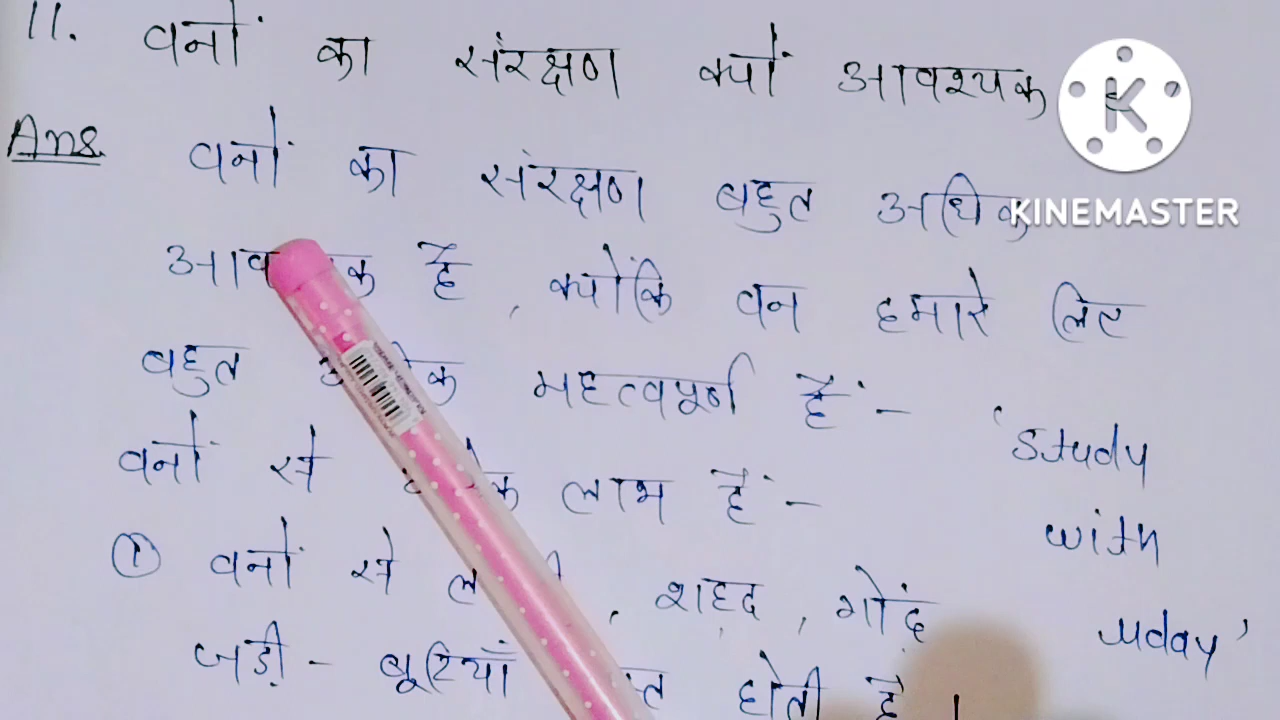 11. वनों का संरक्षण क्यों आवश्यक
Ans. वनों का संरक्षण बहुत अधिक
है, क्योंकि वन हमारे लिए
बहुत महत्वपूर्ण हैं -
वनों से लाभ हैं -
① वनों से , शहद, गोंद
जड़ी - बूटियाँ होती है।
'Study
with
uday'
KINEMASTER